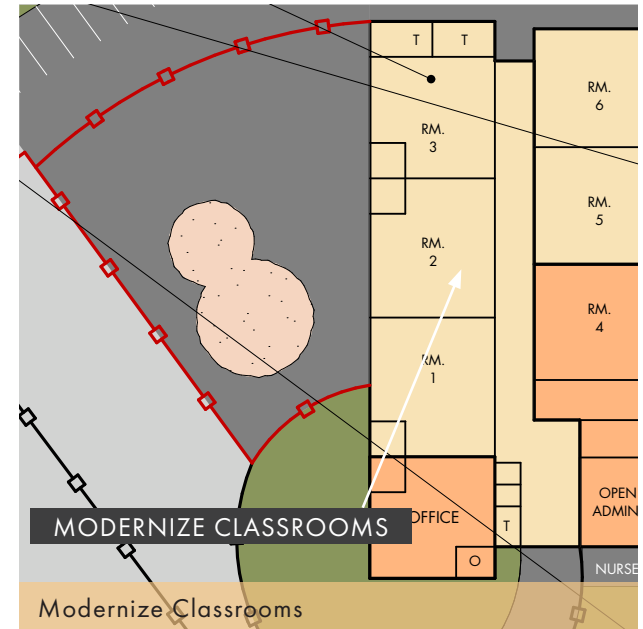 T T
RM.
3
RM.
2
RM.
1
RM.
6
RM.
5
RM.
4
OFFICE
T
O
OPEN
ADMIN
NURSE
MODERNIZE CLASSROOMS
Modernize Classrooms